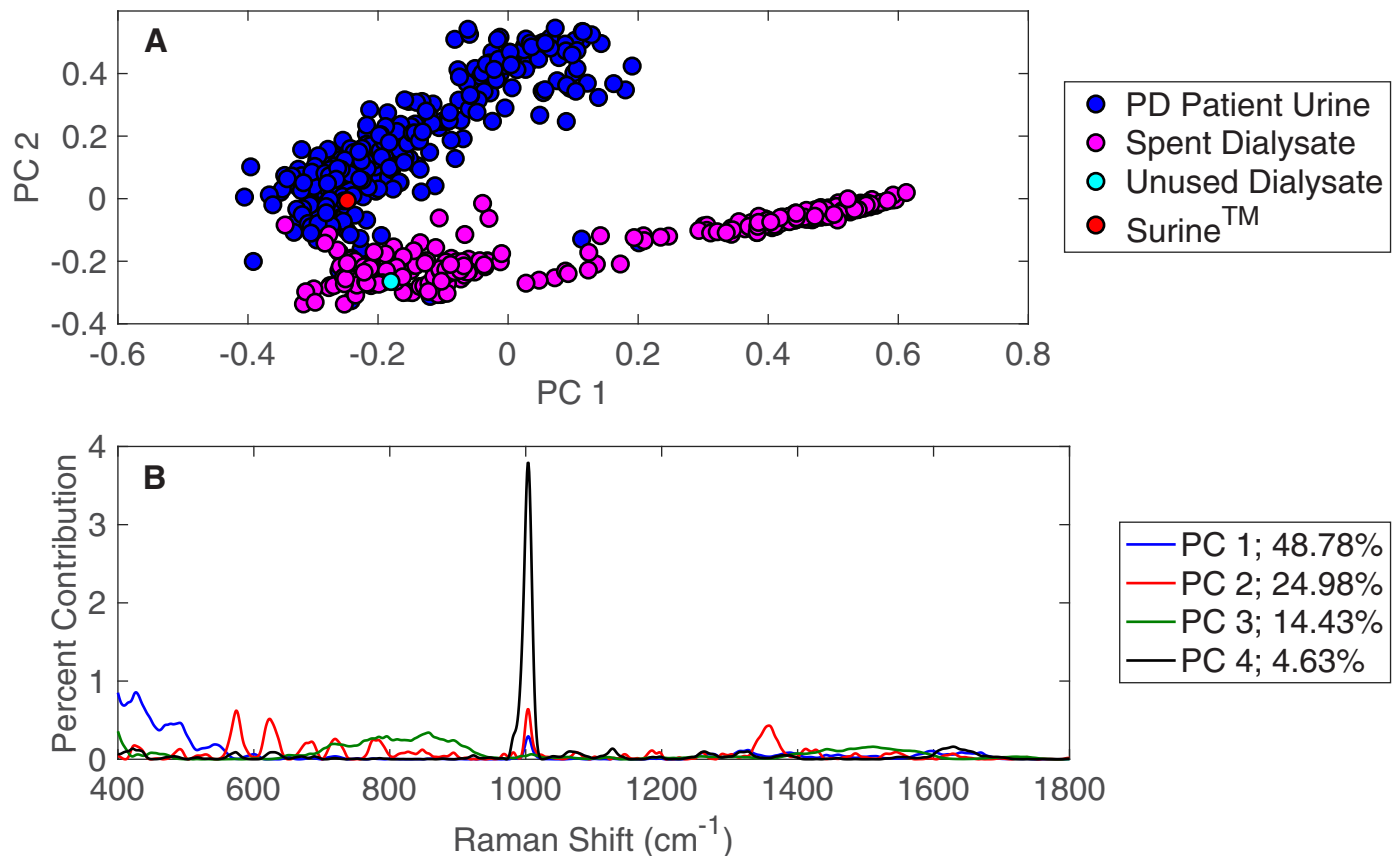 A
0.4
0.2
0
-0.2
-0.4
PC 2
-0.6 -0.4 -0.2 0 0.2 0.4 0.6 0.8
PC 1
PD Patient Urine
Spent Dialysate
Unused Dialysate
Surine™
B
4
3
2
1
0
Percent Contribution
400 600 800 1000 1200 1400 1600 1800
Raman Shift (cm⁻¹)
PC 1; 48.78%
PC 2; 24.98%
PC 3; 14.43%
PC 4; 4.63%